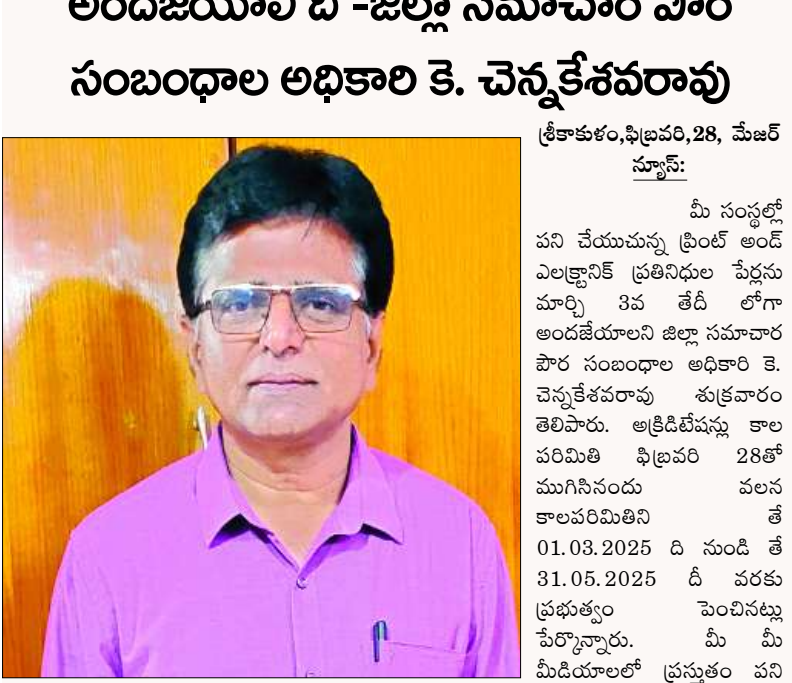 అందజేయాలి ది -జిల్లా సమాచార పౌర
సంబంధాల అధికారి కె. చెన్నకేశవరావు
శ్రీకాకుళం,ఫిబ్రవరి,28, మేజర్
న్యూస్:
మీ సంస్థల్లో
పని చేయుచున్న ప్రింట్ అండ్
ఎలక్ట్రానిక్ ప్రతినిధుల పేర్లను
మార్చి 3వ తేదీ లోగా
అందజేయాలని జిల్లా సమాచార
పౌర సంబంధాల అధికారి కె.
చెన్నకేశవరావు శుక్రవారం
తెలిపారు. అక్రిడిటేషన్లు కాల
పరిమితి ఫిబ్రవరి 28తో
ముగిసినందు వలన
కాలపరిమితిని తే
01.03.2025 ది నుండి తే
31.05.2025 దీ వరకు
ప్రభుత్వం పెంచినట్లు
పేర్కొన్నారు. మీ మీ
మీడియాలలో ప్రస్తుతం పని